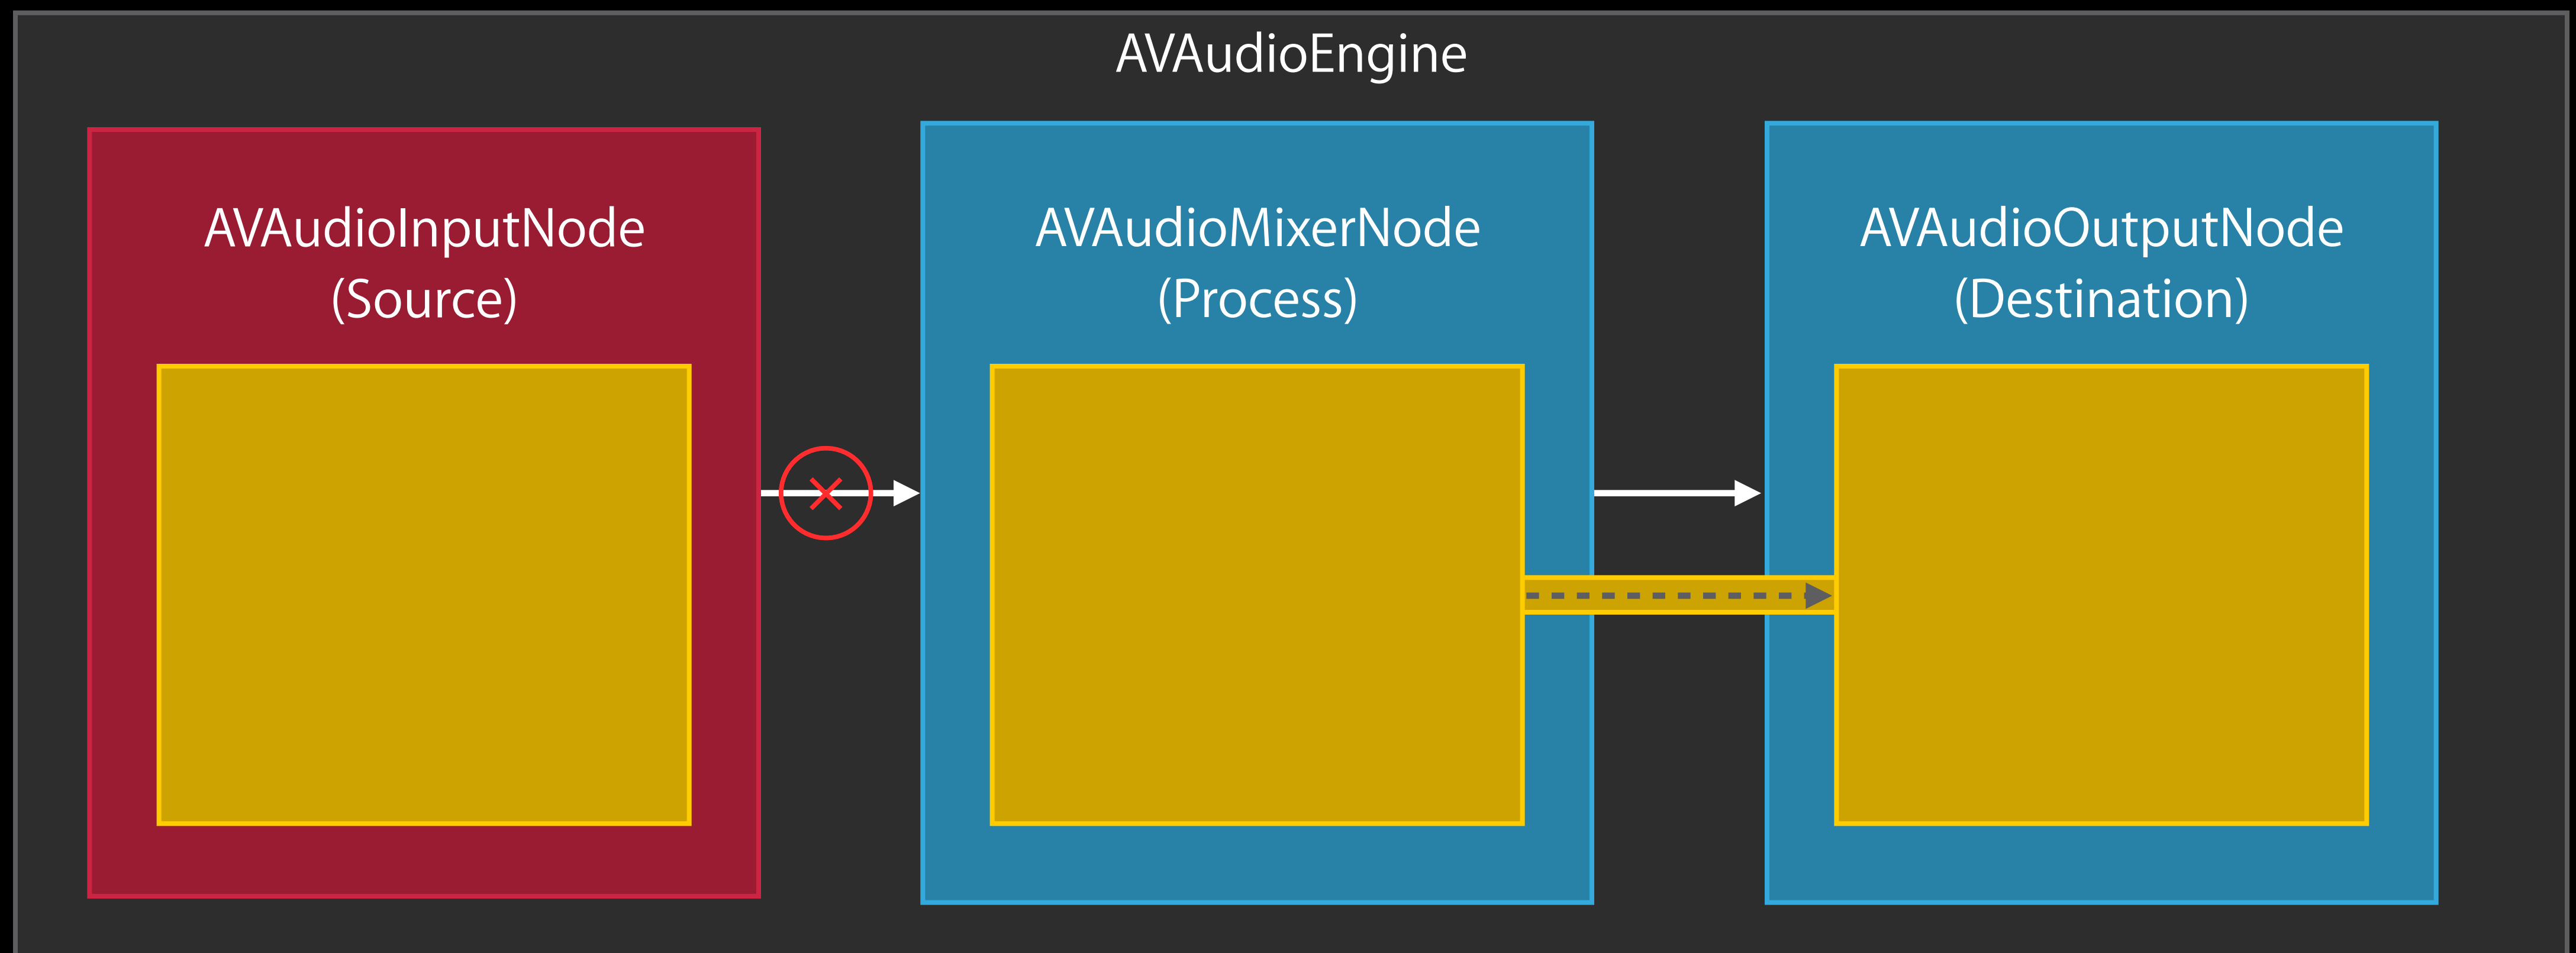 AVAudioEngine
AVAudioInputNode
(Source)
AVAudioMixerNode
(Process)
AVAudioOutputNode
(Destination)